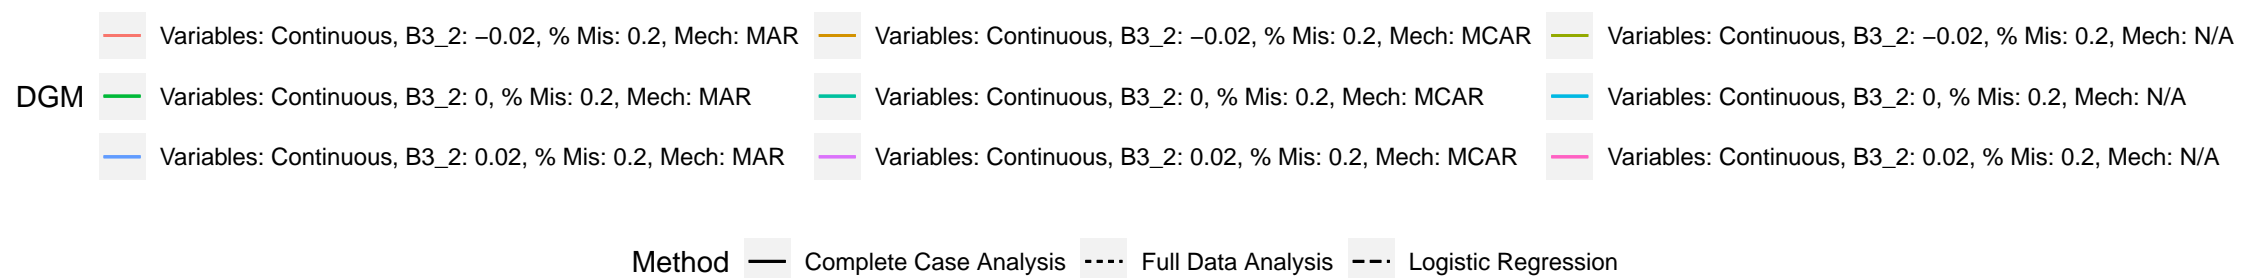 Variables: Continuous, B3_2: −0.02, % Mis: 0.2, Mech: MAR Variables: Continuous, B3_2: −0.02, % Mis: 0.2, Mech: MCAR Variables: Continuous, B3_2: −0.02, % Mis: 0.2, Mech: N/A
DGM Variables: Continuous, B3_2: 0, % Mis: 0.2, Mech: MAR Variables: Continuous, B3_2: 0, % Mis: 0.2, Mech: MCAR Variables: Continuous, B3_2: 0, % Mis: 0.2, Mech: N/A
Variables: Continuous, B3_2: 0.02, % Mis: 0.2, Mech: MAR Variables: Continuous, B3_2: 0.02, % Mis: 0.2, Mech: MCAR Variables: Continuous, B3_2: 0.02, % Mis: 0.2, Mech: N/A
Method Complete Case Analysis Full Data Analysis Logistic Regression